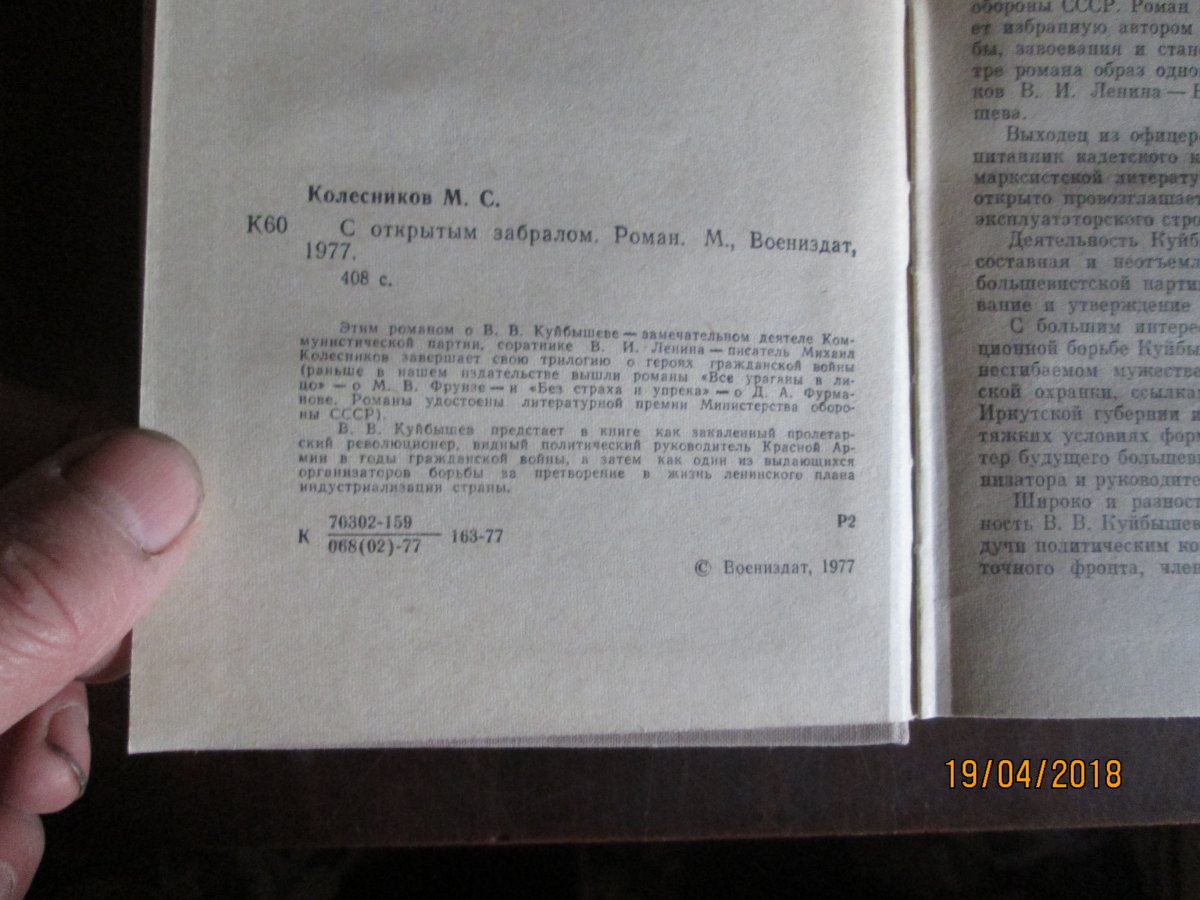 Колесников М. С.
К60 С открытым забралом. Роман. М., Воениздат,
1977.
408 с.
Этим романом о В. В. Куйбышеве — замечательном деятеле Ком-
мунистической партии, соратнике В. И. Ленина — писатель Михаил
Колесников завершает свою трилогию о героях гражданской войны
(раньше в нашем издательстве вышли романы «Все ураганы в ли-
цо» — о М. В. Фрунзе — и «Без страха и упрека» — о Д. А. Фурма-
нове. Романы удостоены литературной премии Министерства оборо-
ны СССР).
В. В. Куйбышев предстает в книге как закаленный пролетар-
ский революционер, видный политический руководитель Красной Ар-
мии в годы гражданской войны, а затем как один из выдающихся
организаторов борьбы за претворение в жизнь ленинского плана
индустриализации страны.
К 70302-159
068(02)-77 163-77
Р2
© Воениздат, 1977
обороны СССР. Роман
ет избранную автором
бы, завоевания и стан
тре романа образ одно
ков В. И. Ленина —
шева.
Выходец из офицер
питанник кадетского к
марксистской литерату
открыто провозглашает
эксплуататорского стро
Деятельность Куйб
составная и неотъемл
большевистской парти
вание и утверждение
С большим интере
ционной борьбе Куйбы
несгибаемом мужестве
ской охранки, ссылка
Иркутской губернии и
тяжких условиях форм
тер будущего большев
низатора и руководите
Широко и разност
ность В. В. Куйбышев
дучи политическим ко
точного фронта, член
19/04/2018